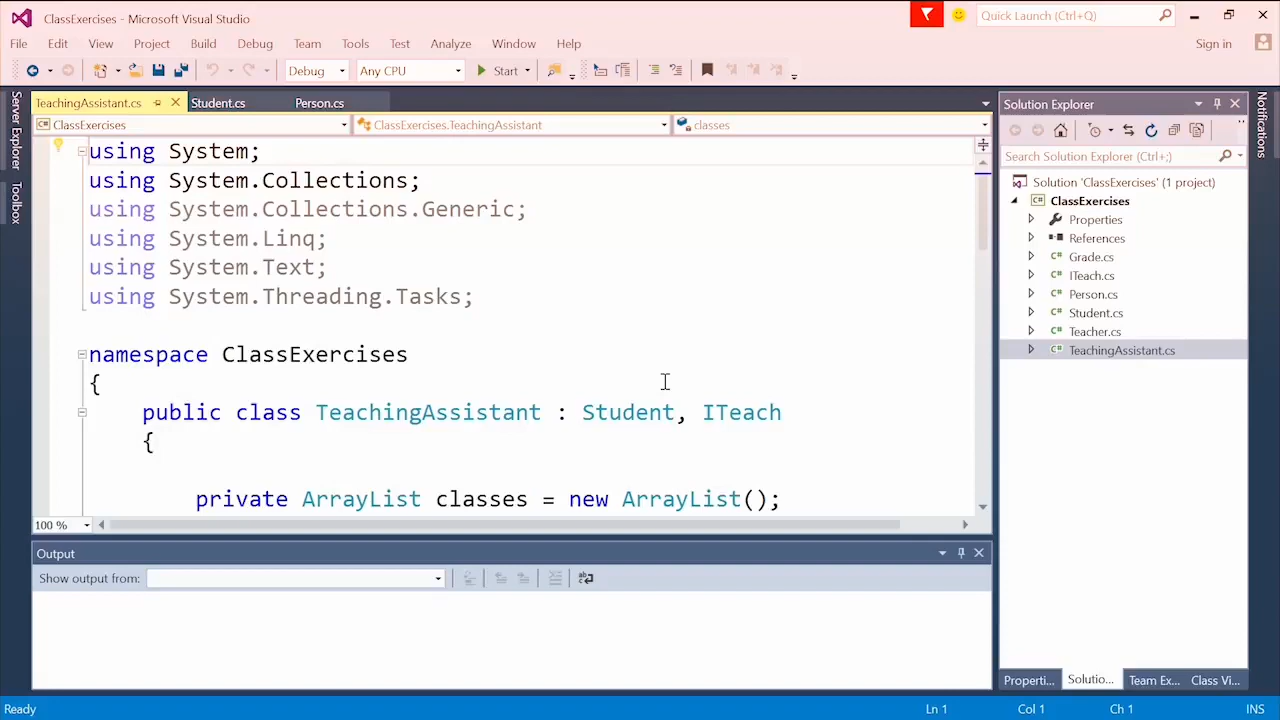 ClassExercises - Microsoft Visual Studio
Quick Launch (Ctrl+Q)
File Edit View Project Build Debug Team Tools Test Analyze Window Help
Sign in
Debug Any CPU Start
Server Explorer
Toolbox
TeachingAssistant.cs Student.cs Person.cs
ClassExercises ClassExercises.TeachingAssistant classes
using System;
using System.Collections;
using System.Collections.Generic;
using System.Linq;
using System.Text;
using System.Threading.Tasks;
namespace ClassExercises
{
public class TeachingAssistant : Student, ITeach
{
private ArrayList classes = new ArrayList();
100 %
Output
Show output from:
Solution Explorer
Search Solution Explorer (Ctrl+;)
Solution 'ClassExercises' (1 project)
ClassExercises
Properties
References
Grade.cs
ITeach.cs
Person.cs
Student.cs
Teacher.cs
TeachingAssistant.cs
Properti... Solutio... Team Ex... Class Vi...
Notifications
Ready Ln 1 Col 1 Ch 1 INS